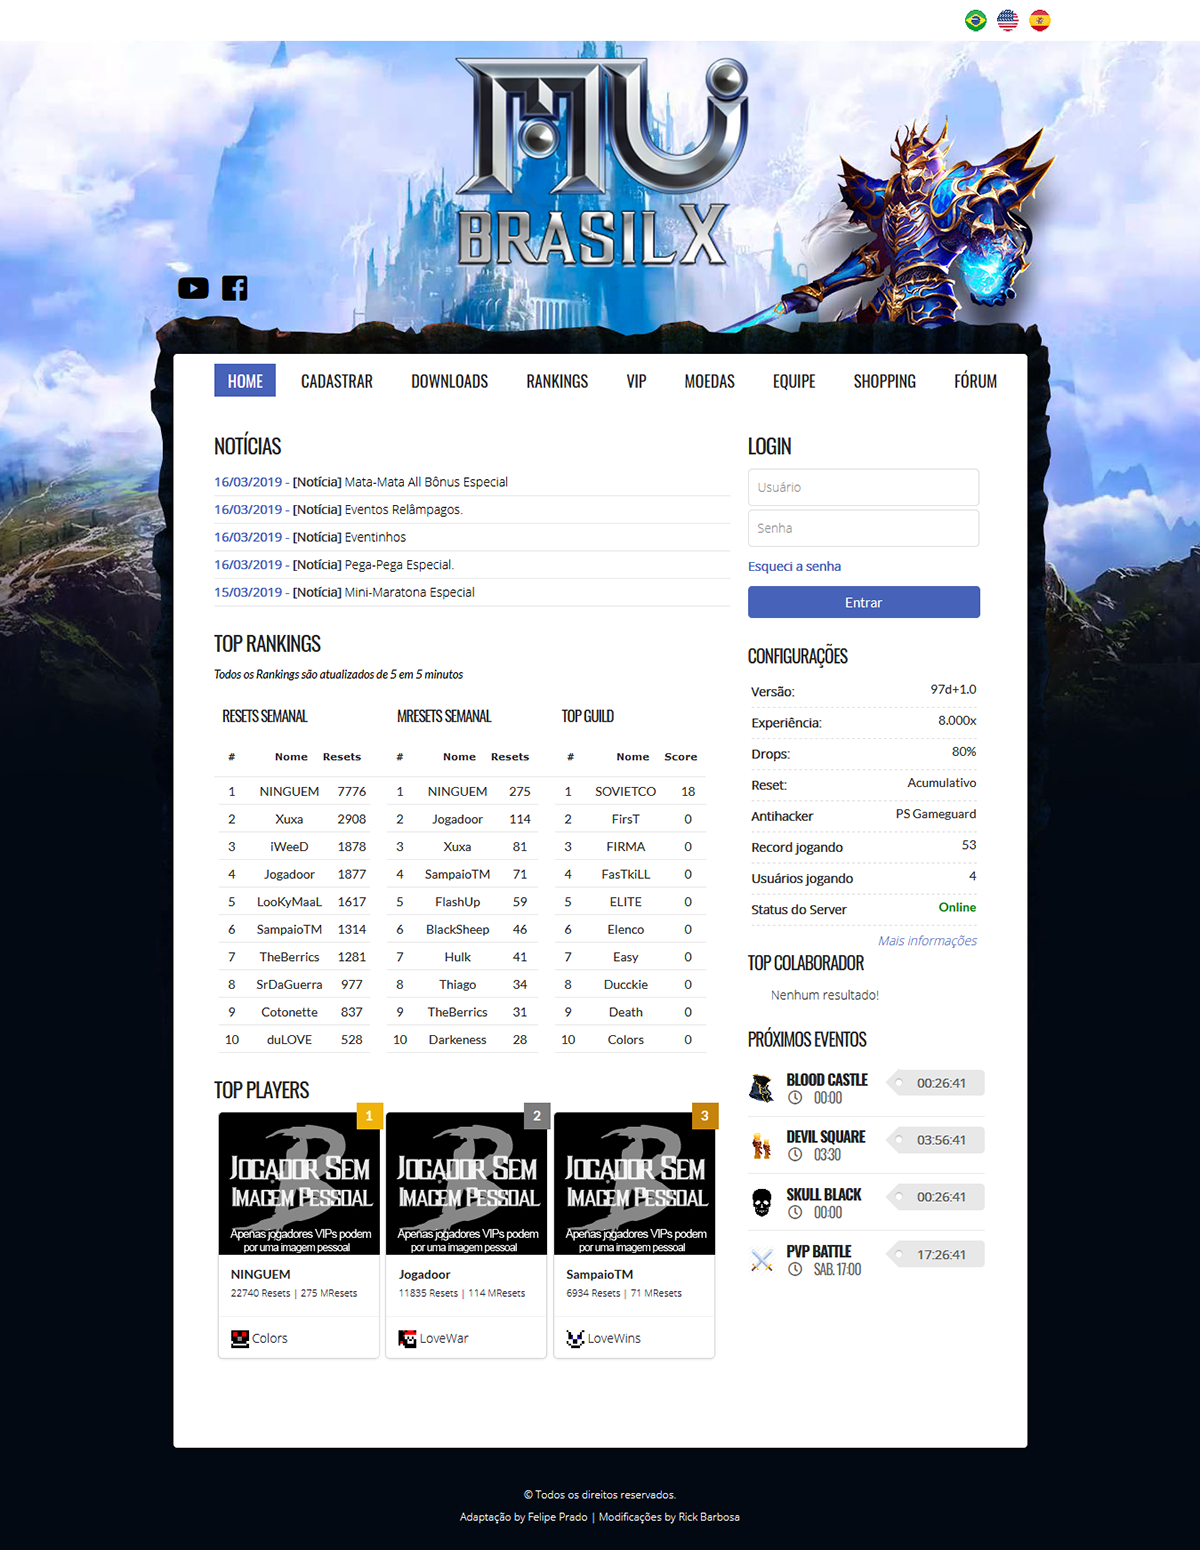 MU
BRASILX
HOME CADASTRAR DOWNLOADS RANKINGS VIP MOEDAS EQUIPE SHOPPING FÓRUM
NOTÍCIAS
16/03/2019 - [Notícia] Mata-Mata All Bônus Especial
16/03/2019 - [Notícia] Eventos Relâmpagos.
16/03/2019 - [Notícia] Eventinhos
16/03/2019 - [Notícia] Pega-Pega Especial.
15/03/2019 - [Notícia] Mini-Maratona Especial
TOP RANKINGS
Todos os Rankings são atualizados de 5 em 5 minutos
RESETS SEMANAL
# Nome Resets
1 NINGUEM 7776
2 Xuxa 2908
3 iWeeD 1878
4 Jogadoor 1877
5 LooKyMaaL 1617
6 SampaioTM 1314
7 TheBerrics 1281
8 SrDaGuerra 977
9 Cotonette 837
10 duLOVE 528
MRESETS SEMANAL
# Nome Resets
1 NINGUEM 275
2 Jogadoor 114
3 Xuxa 81
4 SampaioTM 71
5 FlashUp 59
6 BlackSheep 46
7 Hulk 41
8 Thiago 34
9 TheBerrics 31
10 Darkeness 28
TOP GUILD
# Nome Score
1 SOVIETCO 18
2 FirsT 0
3 FIRMA 0
4 FasTkiLL 0
5 ELITE 0
6 Elenco 0
7 Easy 0
8 Ducckie 0
9 Death 0
10 Colors 0
TOP PLAYERS
1
B
JOGADOR SEM
IMAGEM PESSOAL
Apenas jogadores VIPs podem
por uma imagem pessoal
NINGUEM
22740 Resets | 275 MResets
Colors
2
B
JOGADOR SEM
IMAGEM PESSOAL
Apenas jogadores VIPs podem
por uma imagem pessoal
Jogadoor
11835 Resets | 114 MResets
LoveWar
3
B
JOGADOR SEM
IMAGEM PESSOAL
Apenas jogadores VIPs podem
por uma imagem pessoal
SampaioTM
6934 Resets | 71 MResets
LoveWins
LOGIN
Usuário
Senha
Esqueci a senha
Entrar
CONFIGURAÇÕES
Versão: 97d+1.0
Experiência: 8.000x
Drops: 80%
Reset: Acumulativo
Antihacker PS Gameguard
Record jogando 53
Usuários jogando 4
Status do Server Online
Mais informações
TOP COLABORADOR
Nenhum resultado!
PRÓXIMOS EVENTOS
BLOOD CASTLE 00:26:41
00:00
DEVIL SQUARE 03:56:41
03:30
SKULL BLACK 00:26:41
00:00
PVP BATTLE 17:26:41
SAB. 17:00
© Todos os direitos reservados.
Adaptação by Felipe Prado | Modificações by Rick Barbosa